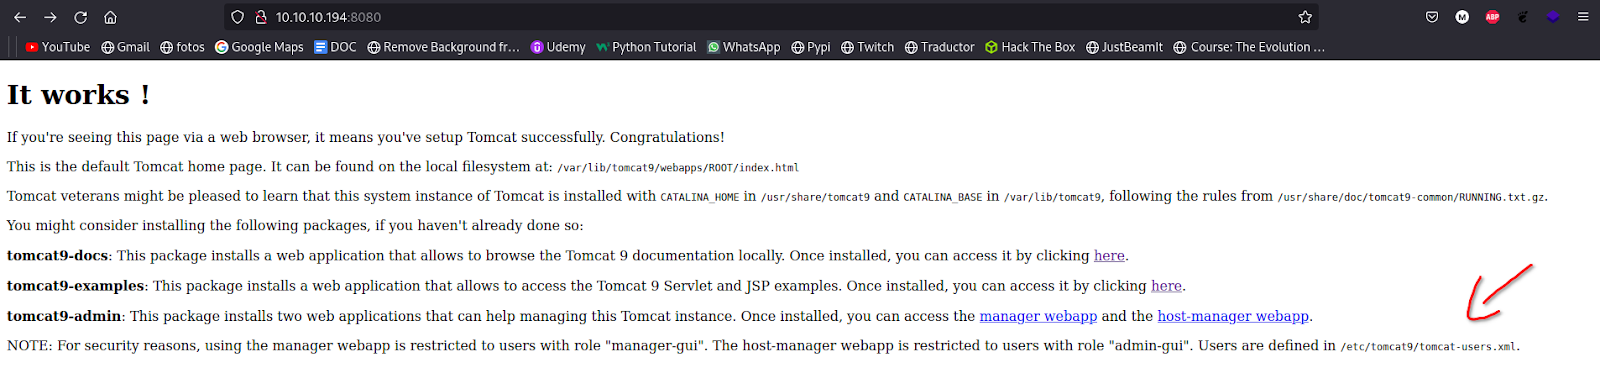 10.10.10.194:8080
ABP
YouTube Gmail fotos Google Maps DOC Remove Background fr… Udemy Python Tutorial WhatsApp Pypi Twitch Traductor Hack The Box JustBeamIt Course: The Evolution …
It works !
If you're seeing this page via a web browser, it means you've setup Tomcat successfully. Congratulations!
This is the default Tomcat home page. It can be found on the local filesystem at: /var/lib/tomcat9/webapps/ROOT/index.html
Tomcat veterans might be pleased to learn that this system instance of Tomcat is installed with CATALINA_HOME in /usr/share/tomcat9 and CATALINA_BASE in /var/lib/tomcat9, following the rules from /usr/share/doc/tomcat9-common/RUNNING.txt.gz.
You might consider installing the following packages, if you haven't already done so:
tomcat9-docs: This package installs a web application that allows to browse the Tomcat 9 documentation locally. Once installed, you can access it by clicking here.
tomcat9-examples: This package installs a web application that allows to access the Tomcat 9 Servlet and JSP examples. Once installed, you can access it by clicking here.
tomcat9-admin: This package installs two web applications that can help managing this Tomcat instance. Once installed, you can access the manager webapp and the host-manager webapp.
NOTE: For security reasons, using the manager webapp is restricted to users with role "manager-gui". The host-manager webapp is restricted to users with role "admin-gui". Users are defined in /etc/tomcat9/tomcat-users.xml.